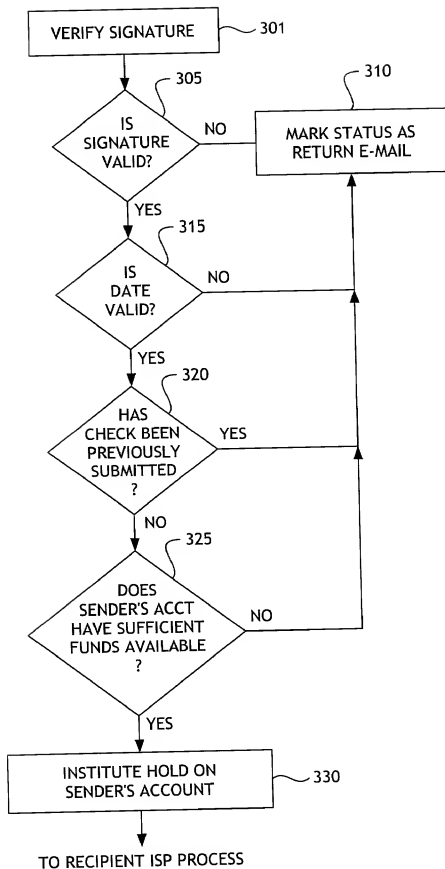 VERIFY SIGNATURE
301
305
310
IS
SIGNATURE
VALID?
NO
MARK STATUS AS
RETURN E-MAIL
YES
315
IS
DATE
VALID?
NO
YES
320
HAS
CHECK BEEN
PREVIOUSLY
SUBMITTED
?
YES
NO
325
DOES
SENDER'S ACCT
HAVE SUFFICIENT
FUNDS AVAILABLE
?
NO
YES
INSTITUTE HOLD ON
SENDER'S ACCOUNT
330
TO RECIPIENT ISP PROCESS